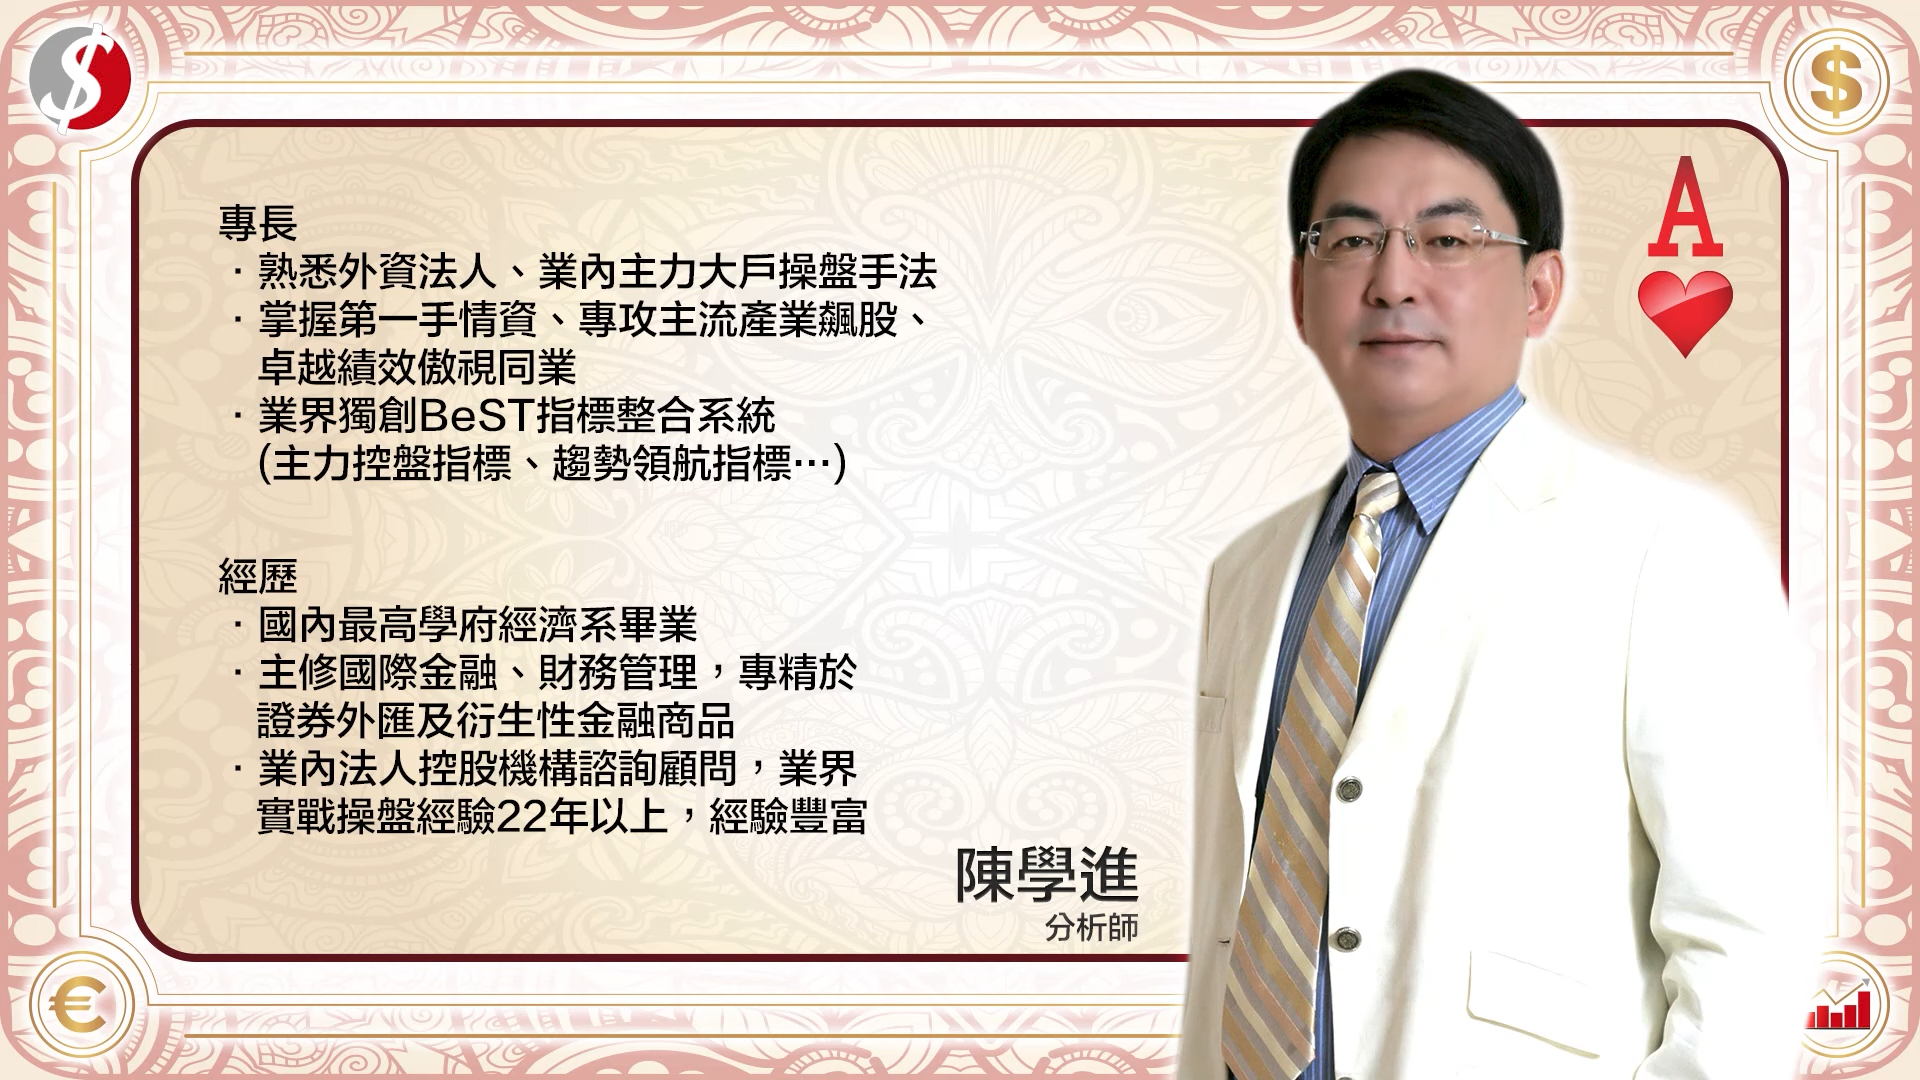 專長
·熟悉外資法人、業內主力大戶操盤手法
·掌握第一手情資、專攻主流產業飆股、
卓越績效傲視同業
·業界獨創BeST指標整合系統
(主力控盤指標、趨勢領航指標…)
經歷
·國內最高學府經濟系畢業
·主修國際金融、財務管理，專精於
證券外匯及衍生性金融商品
·業內法人控股機構諮詢顧問，業界
實戰操盤經驗22年以上，經驗豐富
陳學進
分析師
A
$
$
€